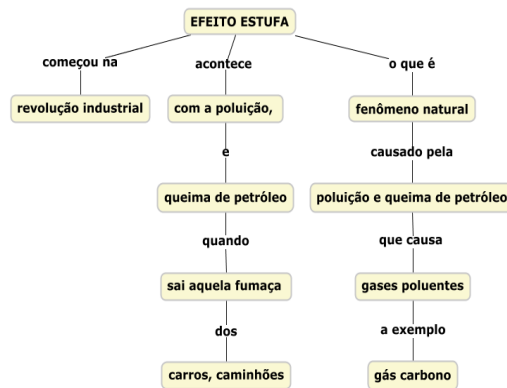 EFEITO ESTUFA
começou na
acontece
o que é
revolução industrial
com a poluição,
fenômeno natural
e
causado pela
queima de petróleo
poluição e queima de petróleo
quando
que causa
sai aquela fumaça
gases poluentes
dos
a exemplo
carros, caminhões
gás carbono